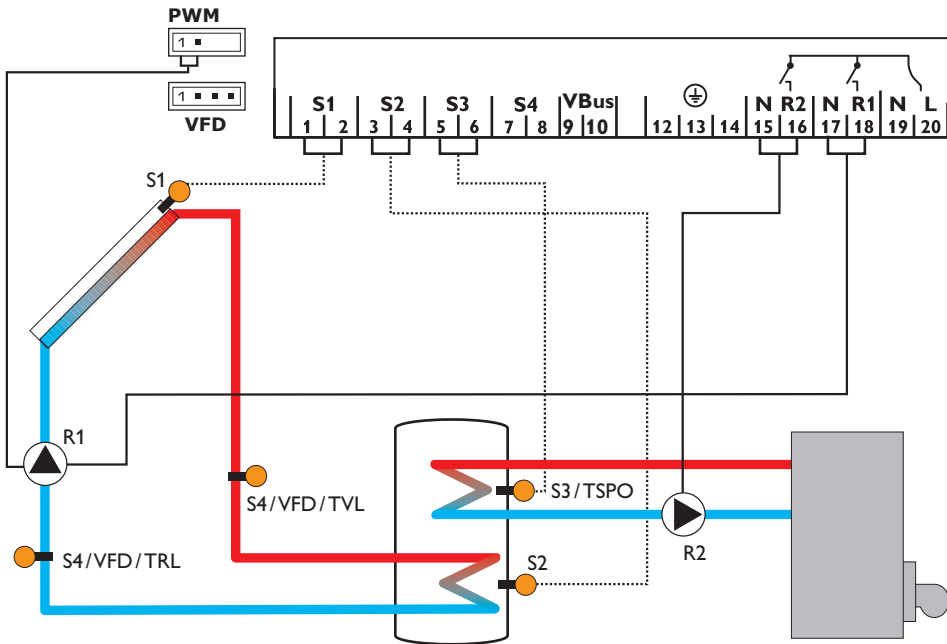 PWM
1
VFD
1
S1 S2 S3 S4 VBus N R2 N R1 N L
1 2 3 4 5 6 7 8 9 10 12 13 14 15 16 17 18 19 20
S1
R1
S4/VFD/TVL
S3/TSPO
R2
S4/VFD/TRL
S2